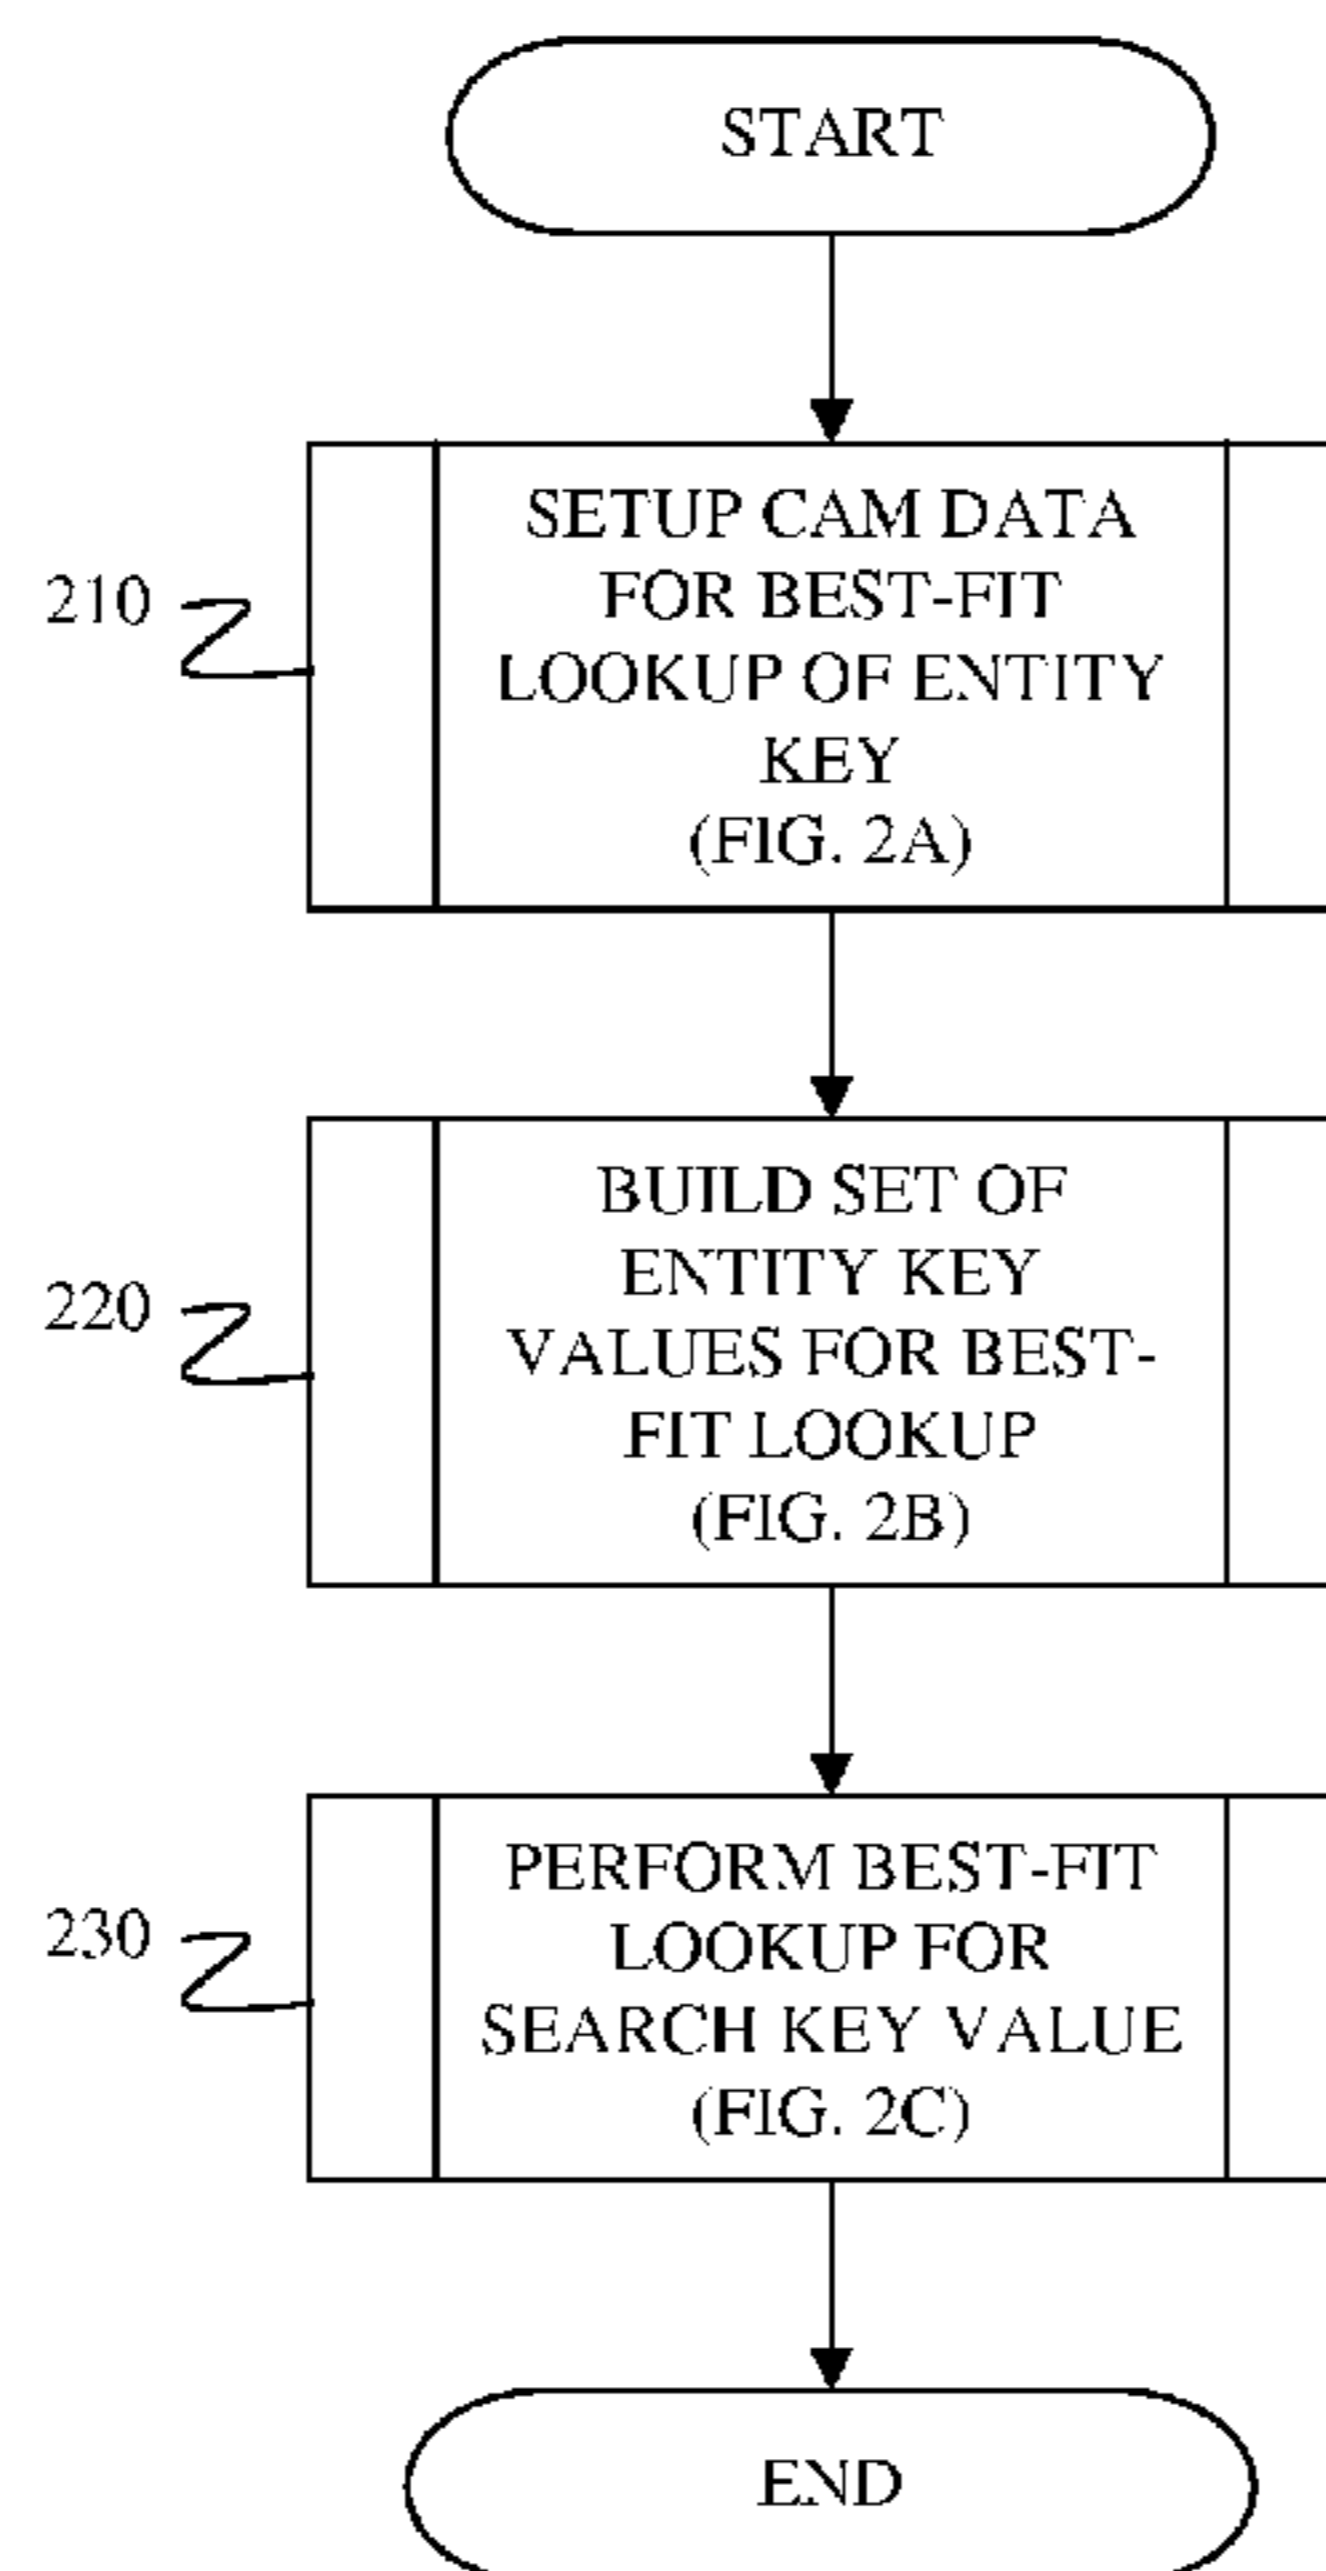 START
210
SETUP CAM DATA
FOR BEST-FIT
LOOKUP OF ENTITY
KEY
(FIG. 2A)
220
BUILD SET OF
ENTITY KEY
VALUES FOR BEST-
FIT LOOKUP
(FIG. 2B)
230
PERFORM BEST-FIT
LOOKUP FOR
SEARCH KEY VALUE
(FIG. 2C)
END